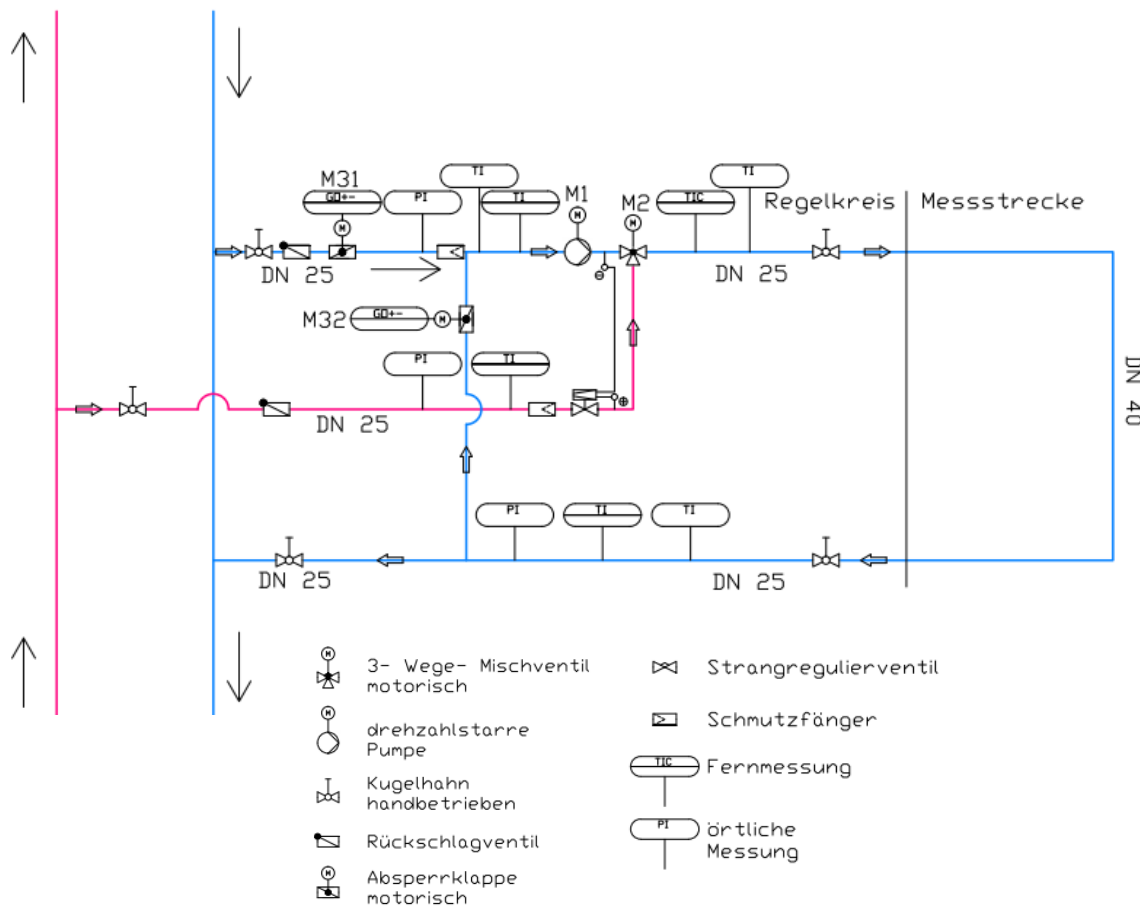 TI
TI
M31
GO+-
PI
TI
M
M1
M
M2
M
TIC
Regelkreis
Messstrecke
DN 25
DN 25
M32
GO+-
M
PI
TI
DN 25
DN 40
PI
TI
TI
DN 25
DN 25
M
3- Wege- Mischventil
motorisch
M
drehzahlstarre
Pumpe
Kugelhahn
handbetrieben
Rückschlagventil
M
Absperrklappe
motorisch
Strangregulierventil
Schmutzfänger
TIC
Fernmessung
PI
örtliche
Messung